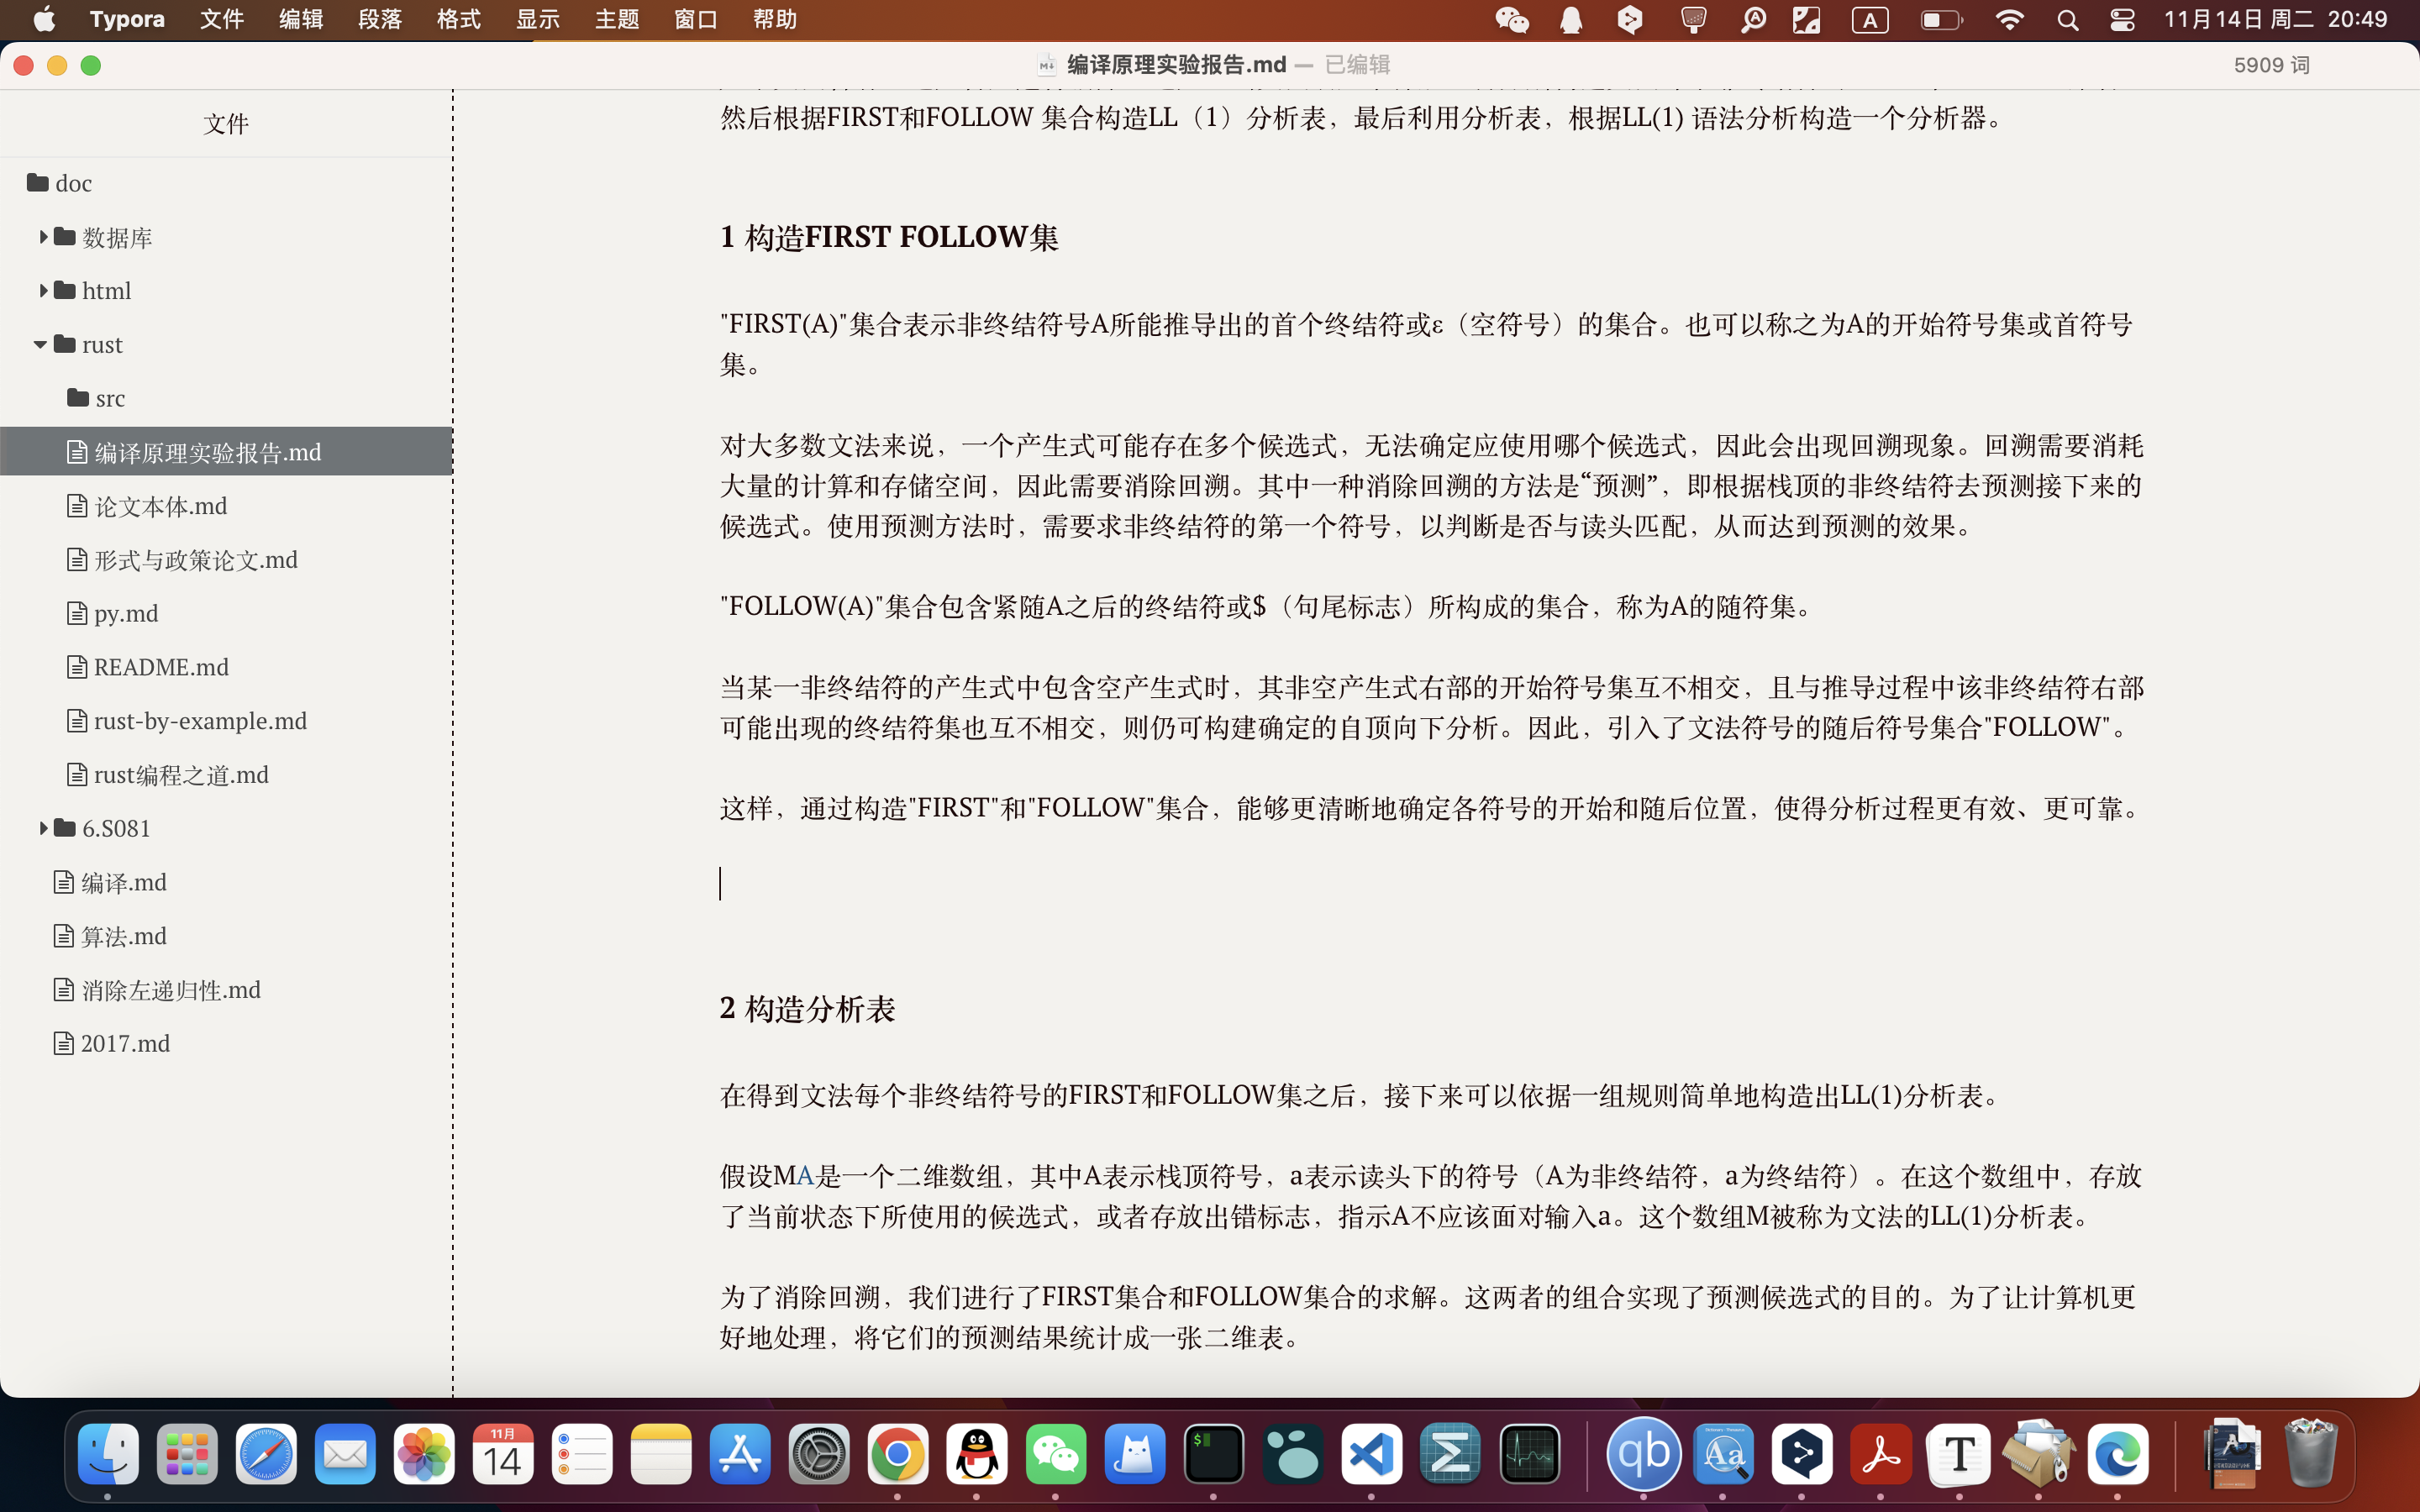 Typora 文件 编辑 段落 格式 显示 主题 窗口 帮助 A 11月14日 周二 20:49
编译原理实验报告.md — 已编辑
5909 词
文件
doc
数据库
html
rust
src
编译原理实验报告.md
论文本体.md
形式与政策论文.md
py.md
README.md
rust-by-example.md
rust编程之道.md
6.S081
编译.md
算法.md
消除左递归性.md
2017.md
然后根据FIRST和FOLLOW 集合构造LL（1）分析表，最后利用分析表，根据LL(1) 语法分析构造一个分析器。
1 构造FIRST FOLLOW集
"FIRST(A)"集合表示非终结符号A所能推导出的首个终结符或ε（空符号）的集合。也可以称之为A的开始符号集或首符号
集。
对大多数文法来说，一个产生式可能存在多个候选式，无法确定应使用哪个候选式，因此会出现回溯现象。回溯需要消耗
大量的计算和存储空间，因此需要消除回溯。其中一种消除回溯的方法是“预测”，即根据栈顶的非终结符去预测接下来的
候选式。使用预测方法时，需要求非终结符的第一个符号，以判断是否与读头匹配，从而达到预测的效果。
"FOLLOW(A)"集合包含紧随A之后的终结符或$（句尾标志）所构成的集合，称为A的随符集。
当某一非终结符的产生式中包含空产生式时，其非空产生式右部的开始符号集互不相交，且与推导过程中该非终结符右部
可能出现的终结符集也互不相交，则仍可构建确定的自顶向下分析。因此，引入了文法符号的随后符号集合"FOLLOW"。
这样，通过构造"FIRST"和"FOLLOW"集合，能够更清晰地确定各符号的开始和随后位置，使得分析过程更有效、更可靠。
2 构造分析表
在得到文法每个非终结符号的FIRST和FOLLOW集之后，接下来可以依据一组规则简单地构造出LL(1)分析表。
假设MA是一个二维数组，其中A表示栈顶符号，a表示读头下的符号（A为非终结符，a为终结符）。在这个数组中，存放
了当前状态下所使用的候选式，或者存放出错标志，指示A不应该面对输入a。这个数组M被称为文法的LL(1)分析表。
为了消除回溯，我们进行了FIRST集合和FOLLOW集合的求解。这两者的组合实现了预测候选式的目的。为了让计算机更
好地处理，将它们的预测结果统计成一张二维表。
11月
14
$
qb
Aa
T